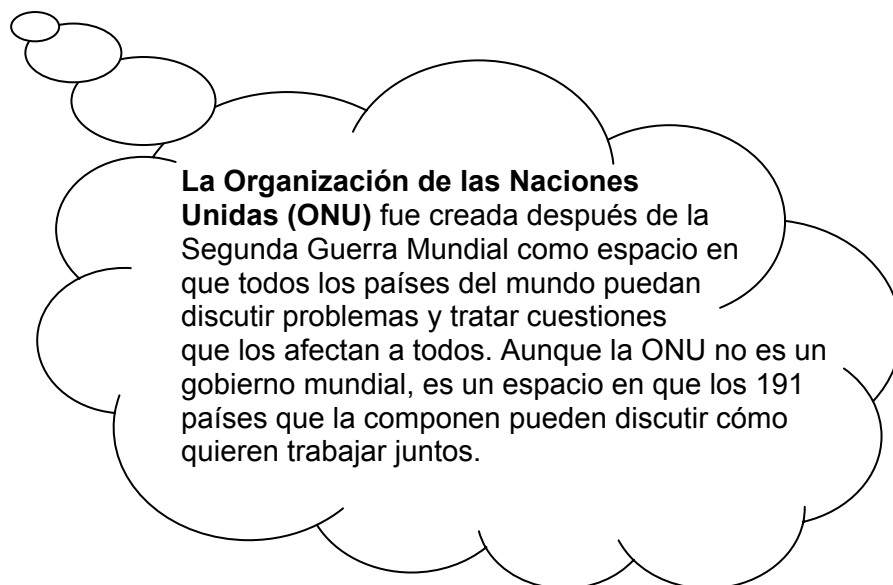 La Organización de las Naciones
Unidas (ONU) fue creada después de la
Segunda Guerra Mundial como espacio en
que todos los países del mundo puedan
discutir problemas y tratar cuestiones
que los afectan a todos. Aunque la ONU no es un
gobierno mundial, es un espacio en que los 191
países que la componen pueden discutir cómo
quieren trabajar juntos.